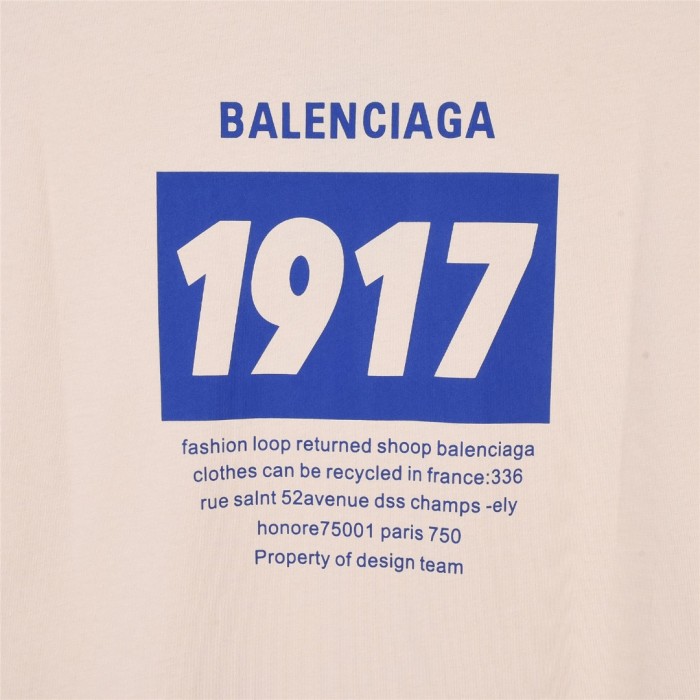 BALENCIAGA
1917
fashion loop returned shoop balenciaga
clothes can be recycled in france:336
rue salnt 52avenue dss champs -ely
honore75001 paris 750
Property of design team